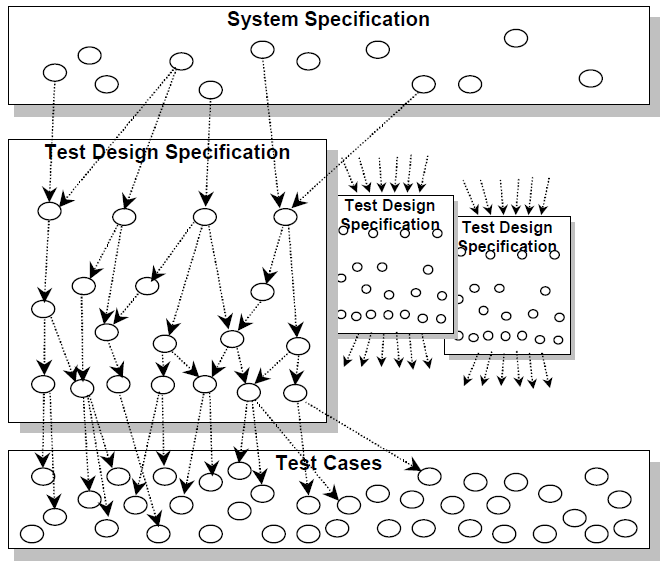 System Specification
Test Design Specification
Test Design
Specification
Test Design
Specification
Test Cases